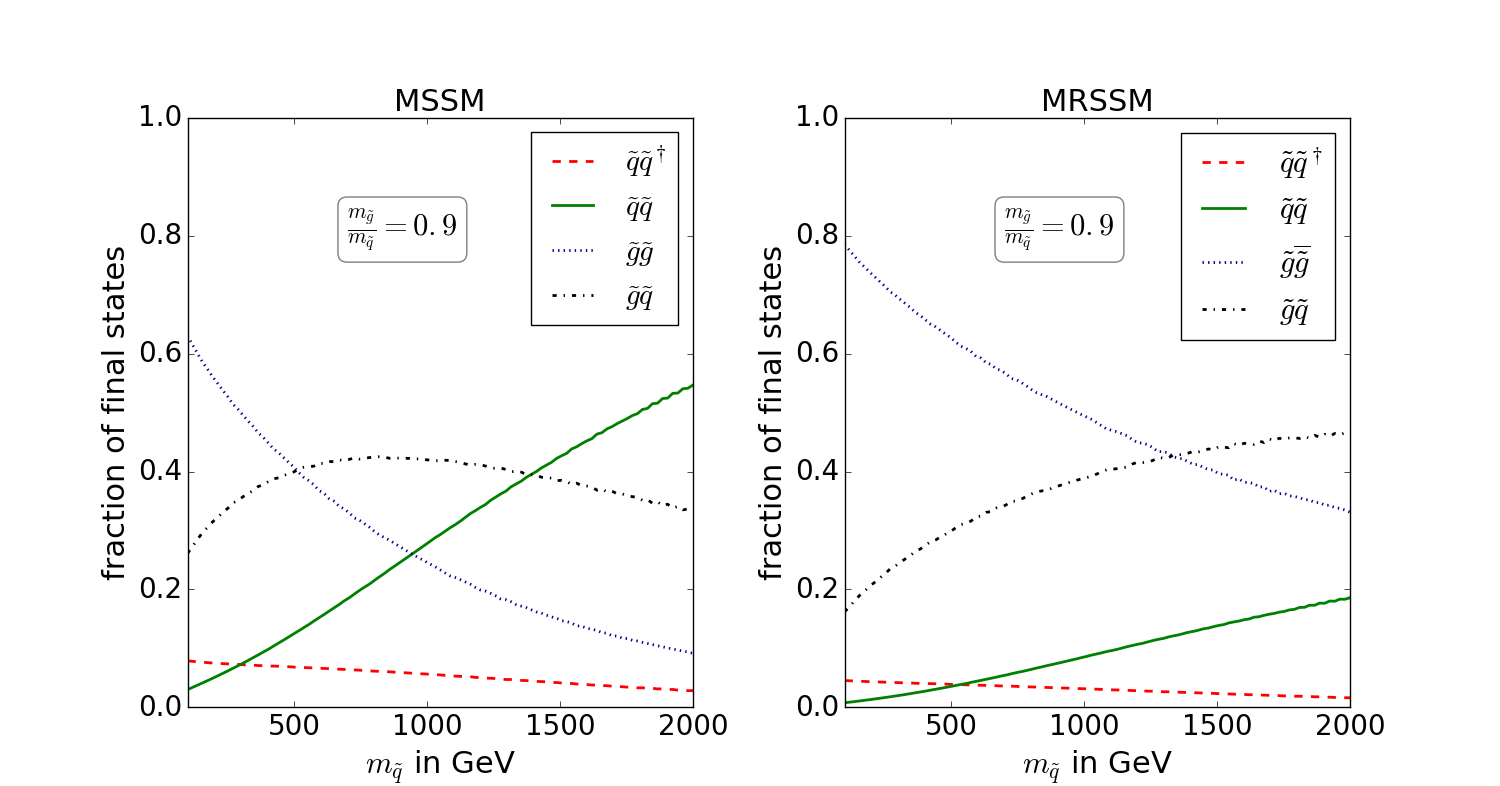 MSSM
fraction of final states
1.0
0.8
0.6
0.4
0.2
0.0
500
1000
1500
2000
m_q̃ in GeV
m_g̃/m_q̃ = 0.9
q̃q̃†
q̃q̃
g̃g̃
g̃q̃
MRSSM
fraction of final states
1.0
0.8
0.6
0.4
0.2
0.0
500
1000
1500
2000
m_q̃ in GeV
m_g̃/m_q̃ = 0.9
q̃q̃†
q̃q̃
g̃g̃̅
g̃q̃